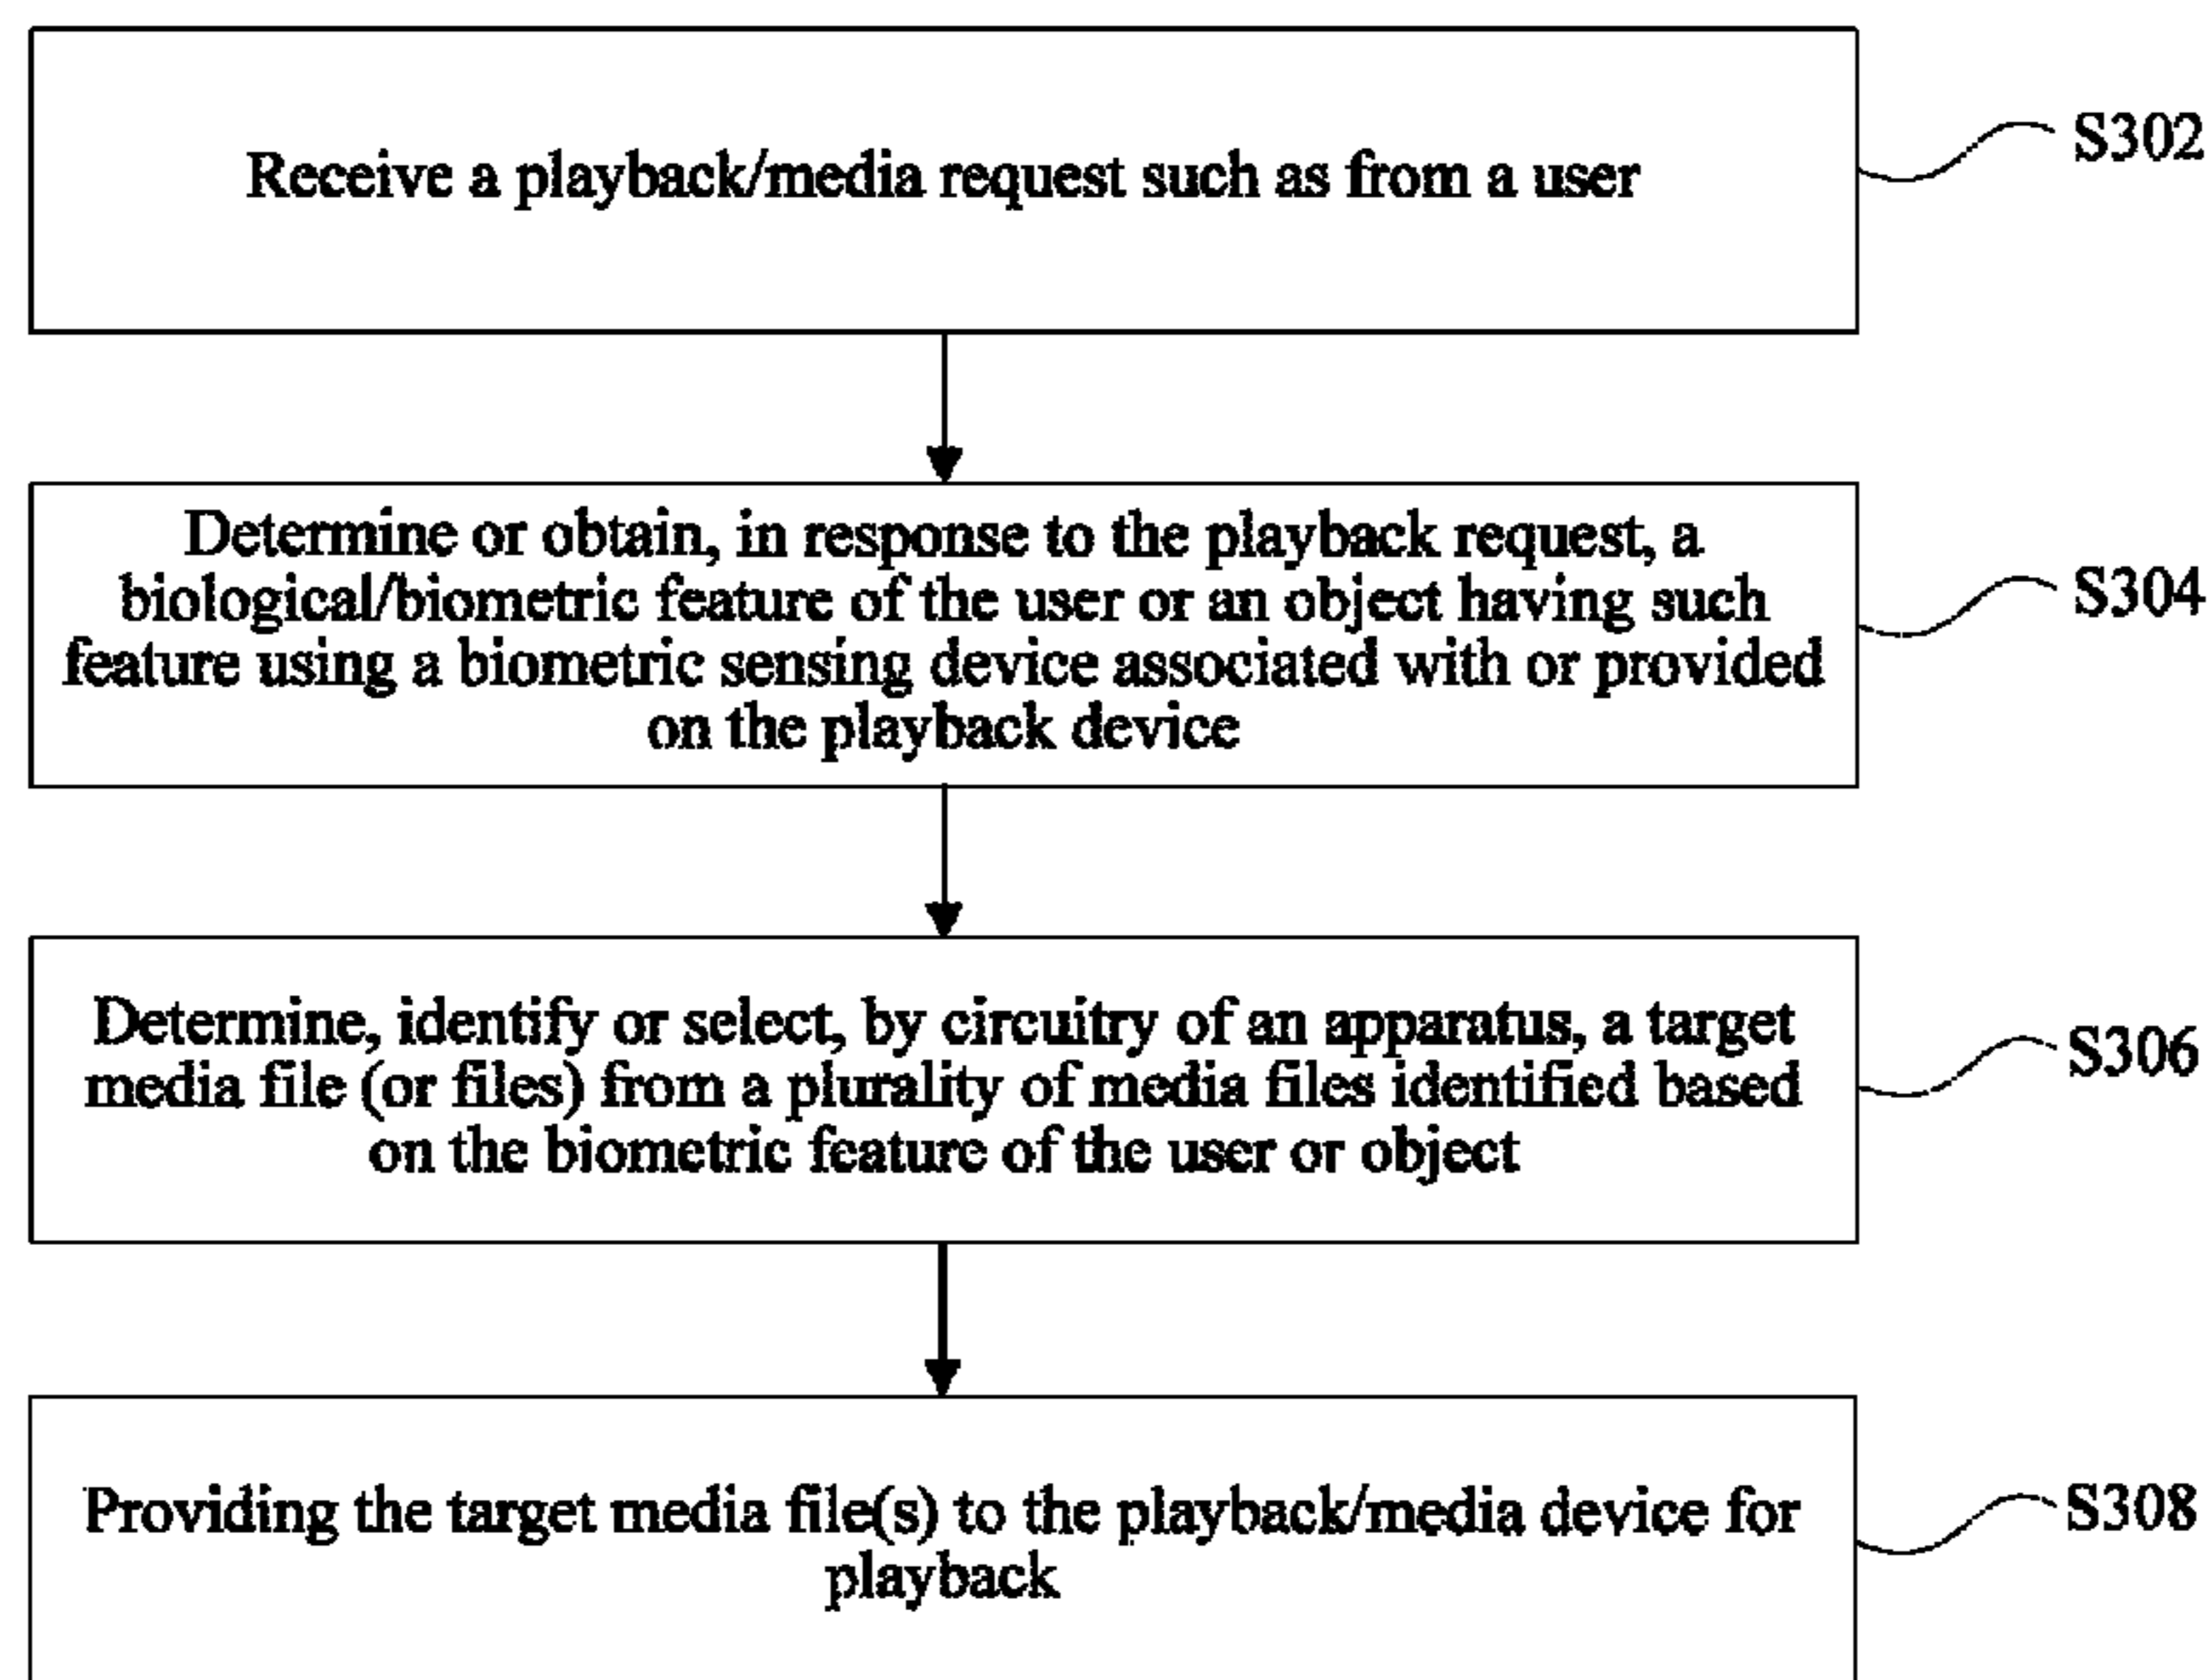 Receive a playback/media request such as from a user
S302
Determine or obtain, in response to the playback request, a
biological/biometric feature of the user or an object having such
feature using a biometric sensing device associated with or provided
on the playback device
S304
Determine, identify or select, by circuitry of an apparatus, a target
media file (or files) from a plurality of media files identified based
on the biometric feature of the user or object
S306
Providing the target media file(s) to the playback/media device for
playback
S308